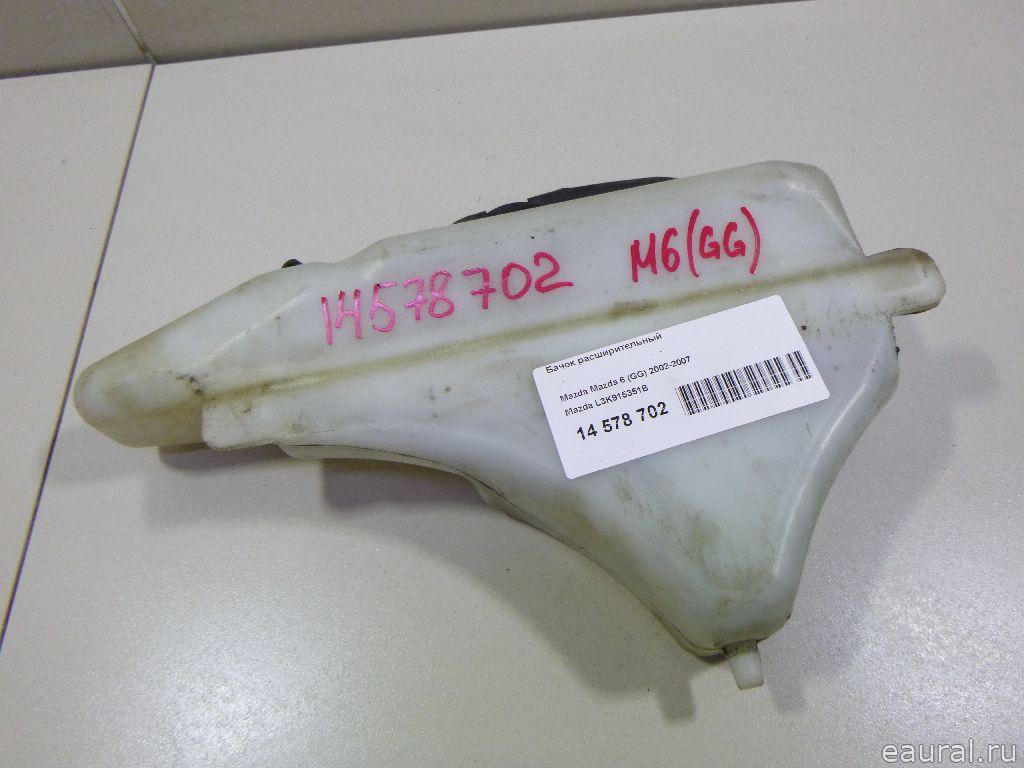 14578702 M6(GG)
Бачок расширительный
Mazda Mazda 6 (GG) 2002-2007
Mazda L3K915351B
14 578 702
eaural.ru